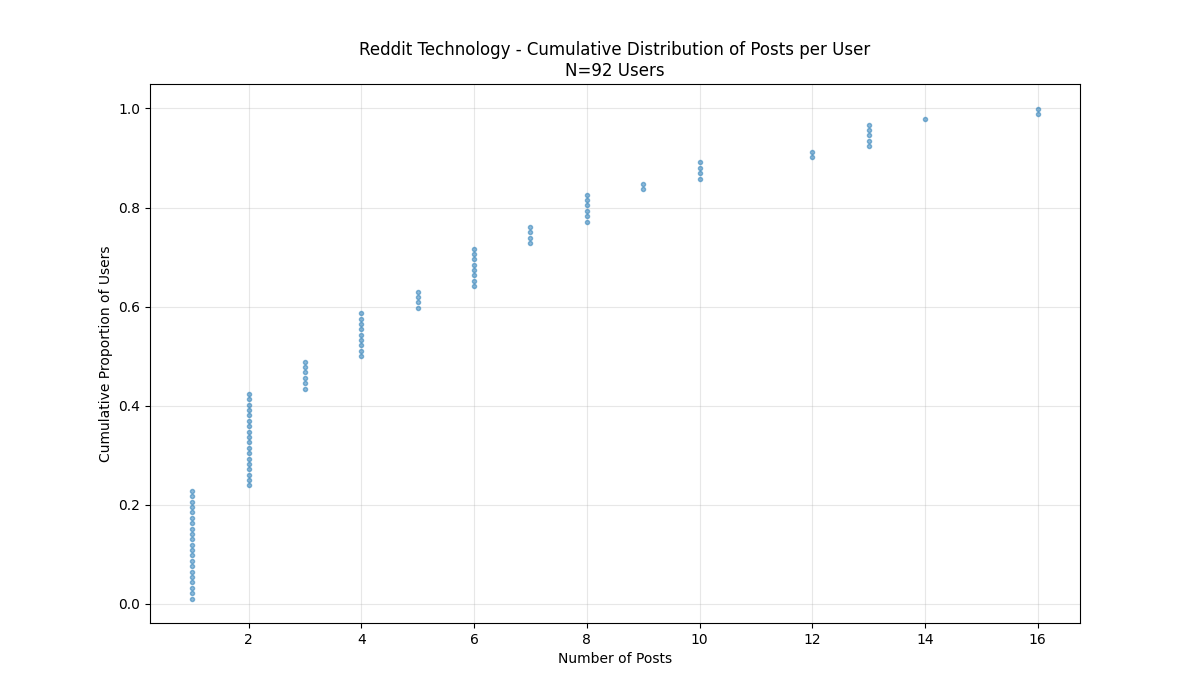 Reddit Technology - Cumulative Distribution of Posts per User
N=92 Users
1.0
0.8
0.6
0.4
0.2
0.0
Cumulative Proportion of Users
2 4 6 8 10 12 14 16
Number of Posts